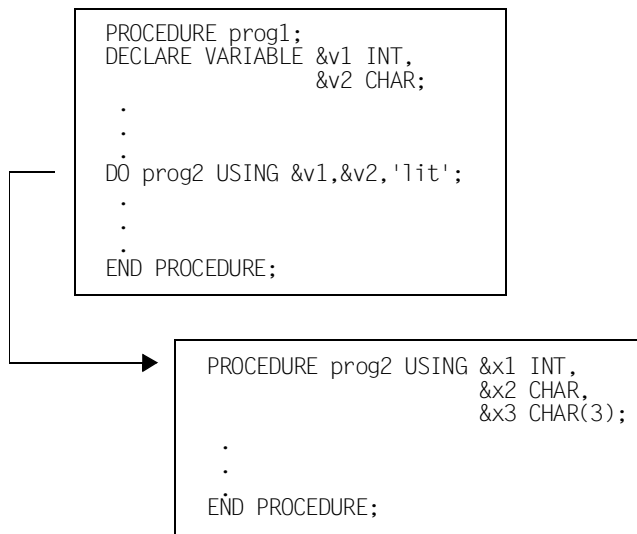 PROCEDURE prog1;
DECLARE VARIABLE &v1 INT,
&v2 CHAR;
.
.
.
DO prog2 USING &v1,&v2,'lit';
.
.
.
END PROCEDURE;
PROCEDURE prog2 USING &x1 INT,
&x2 CHAR,
&x3 CHAR(3);
.
.
.
END PROCEDURE;